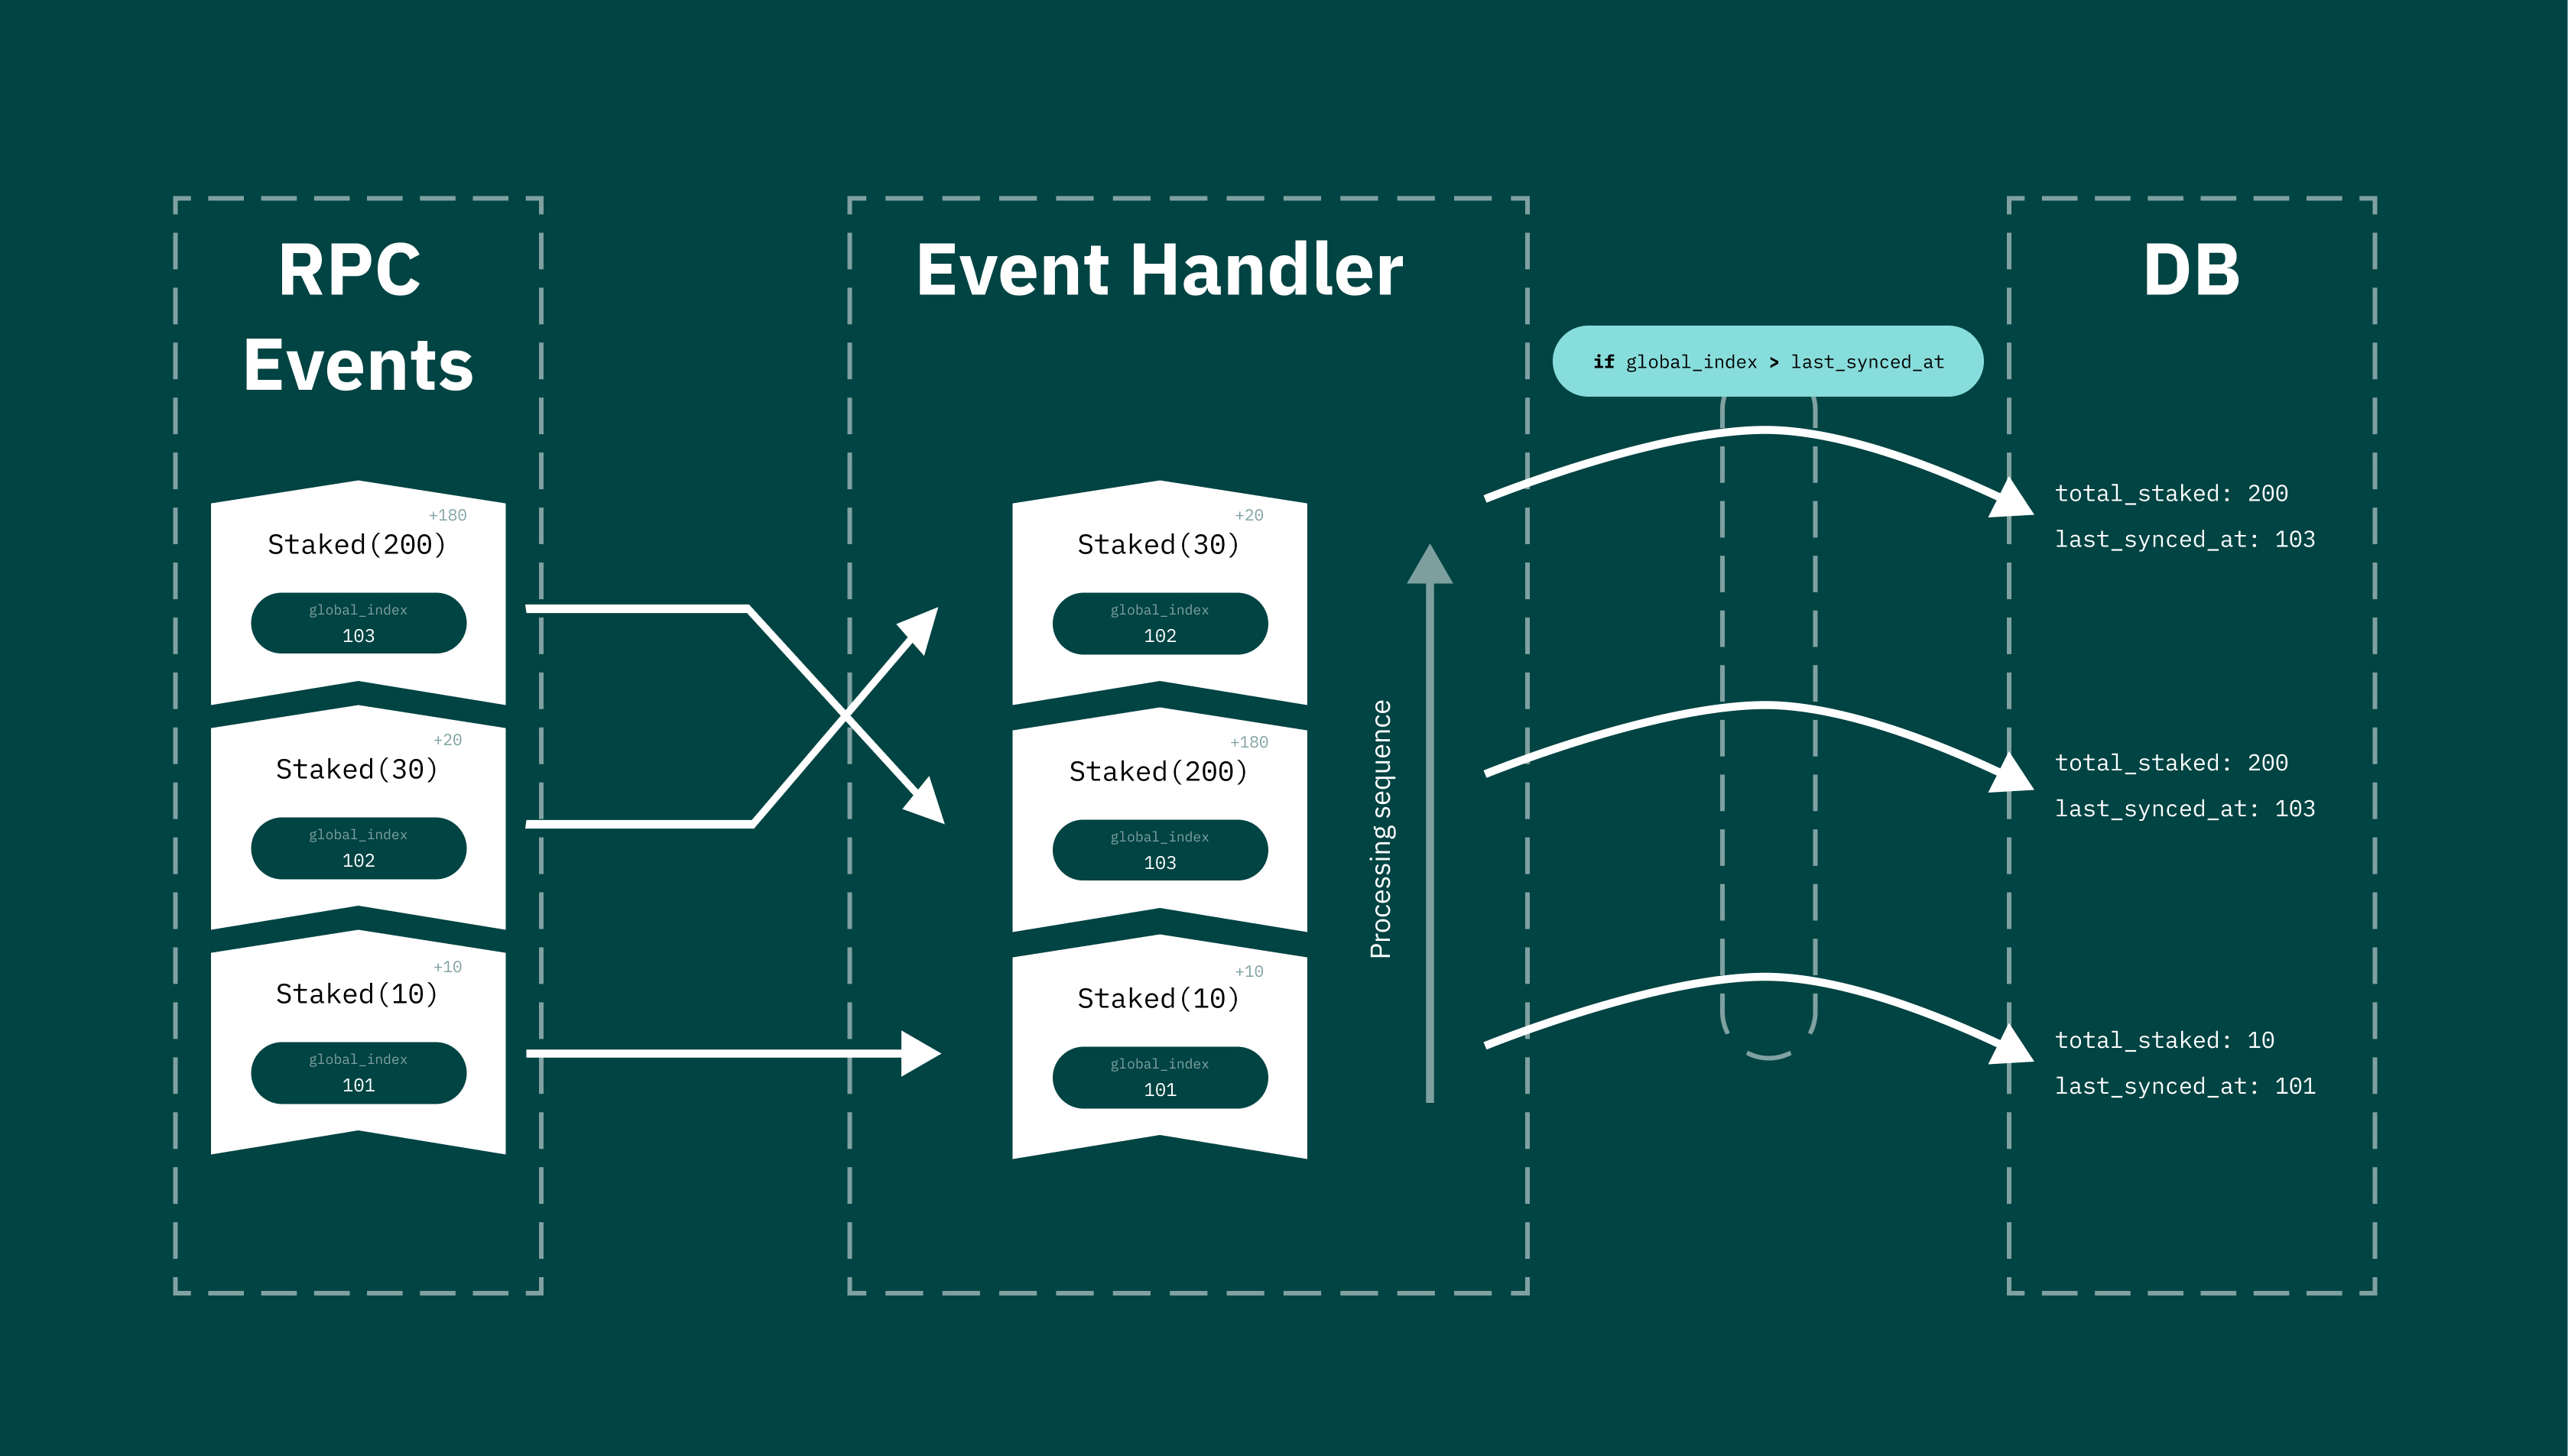 RPC
Events
+180
Staked(200)
global_index
103
+20
Staked(30)
global_index
102
+10
Staked(10)
global_index
101
Event Handler
+20
Staked(30)
global_index
102
+180
Staked(200)
global_index
103
+10
Staked(10)
global_index
101
Processing sequence
if global_index > last_synced_at
DB
total_staked: 200
last_synced_at: 103
total_staked: 200
last_synced_at: 103
total_staked: 10
last_synced_at: 101